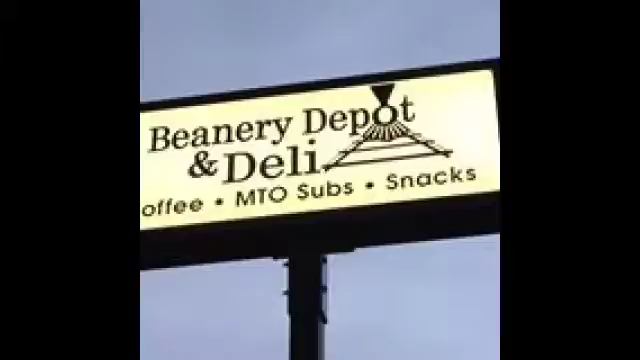 Beanery Depot
& Deli
offee • MTO Subs • Snacks